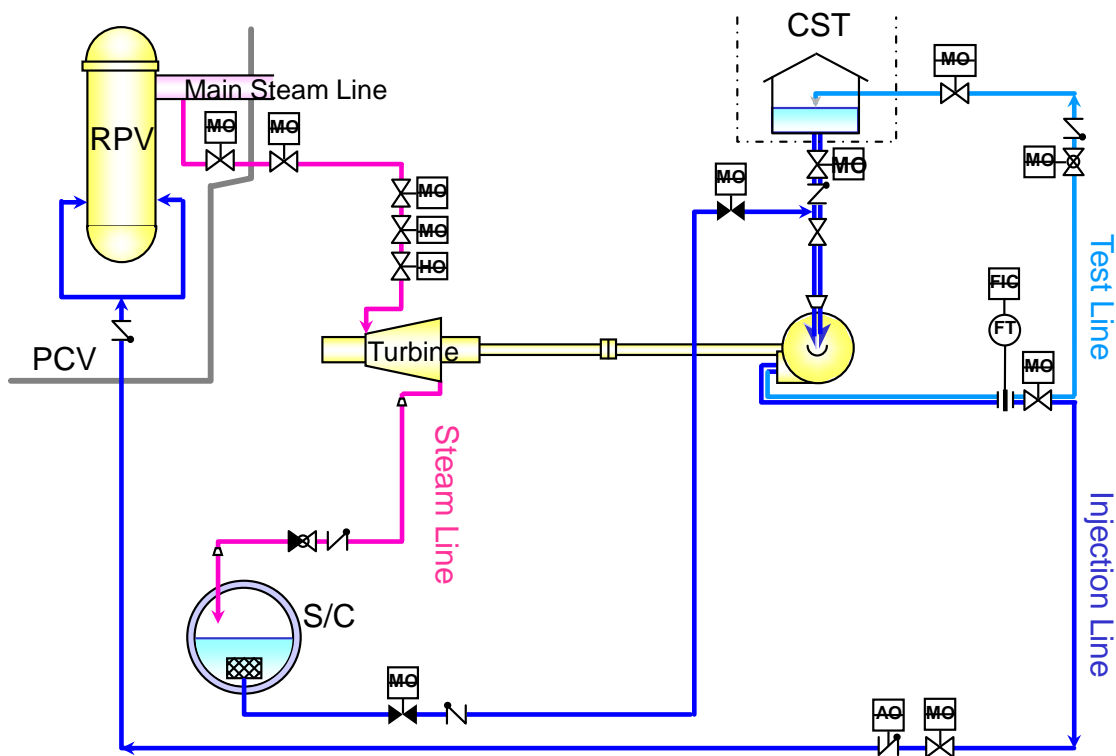 CST
MO
Main Steam Line
RPV
MO
MO
MO
MO
MO
MO
MO
HO
Test Line
FIC
FT
Turbine
MO
PCV
Steam Line
Injection Line
S/C
MO
AO
MO